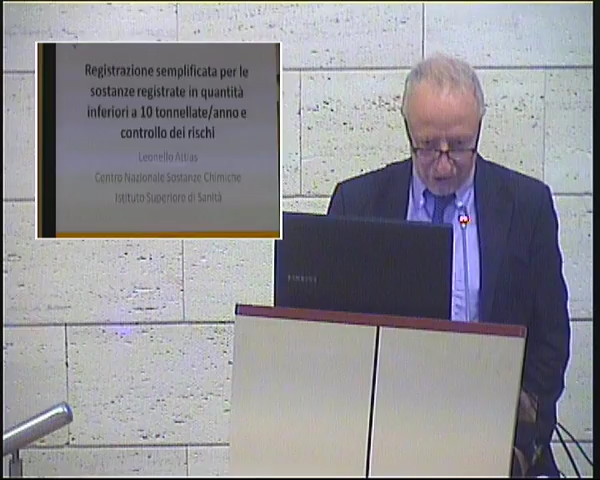 Registrazione semplificata per le
sostanze registrate in quantità
inferiori a 10 tonnellate/anno e
controllo dei rischi
Leonello Attias
Centro Nazionale Sostanze Chimiche
Istituto Superiore di Sanità
SAMSUNG